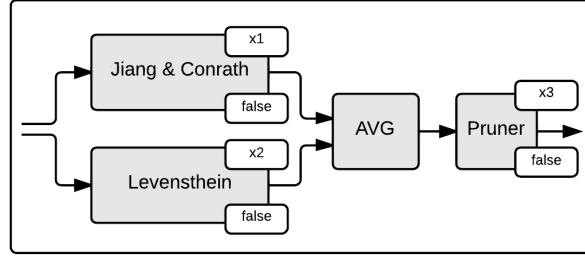 x1
Jiang & Conrath
false
x2
Levensthein
false
AVG
x3
Pruner
false